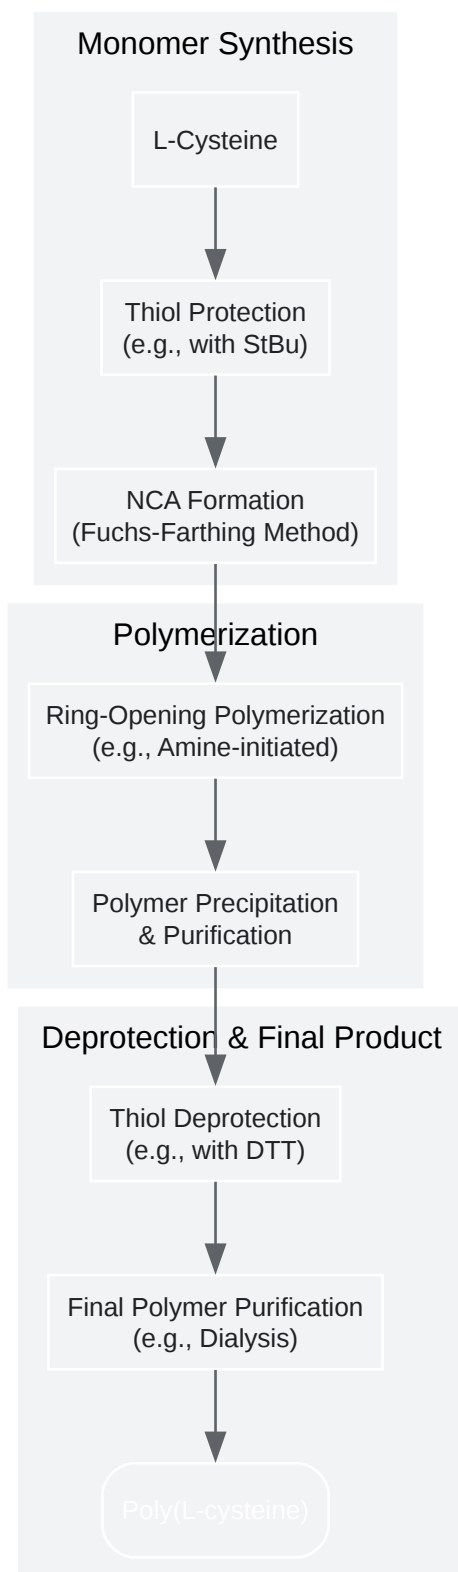 Monomer Synthesis
L-Cysteine
Thiol Protection
(e.g., with StBu)
NCA Formation
(Fuchs-Farthing Method)
Polymerization
Ring-Opening Polymerization
(e.g., Amine-initiated)
Polymer Precipitation
& Purification
Deprotection & Final Product
Thiol Deprotection
(e.g., with DTT)
Final Polymer Purification
(e.g., Dialysis)
Poly(L-cysteine)